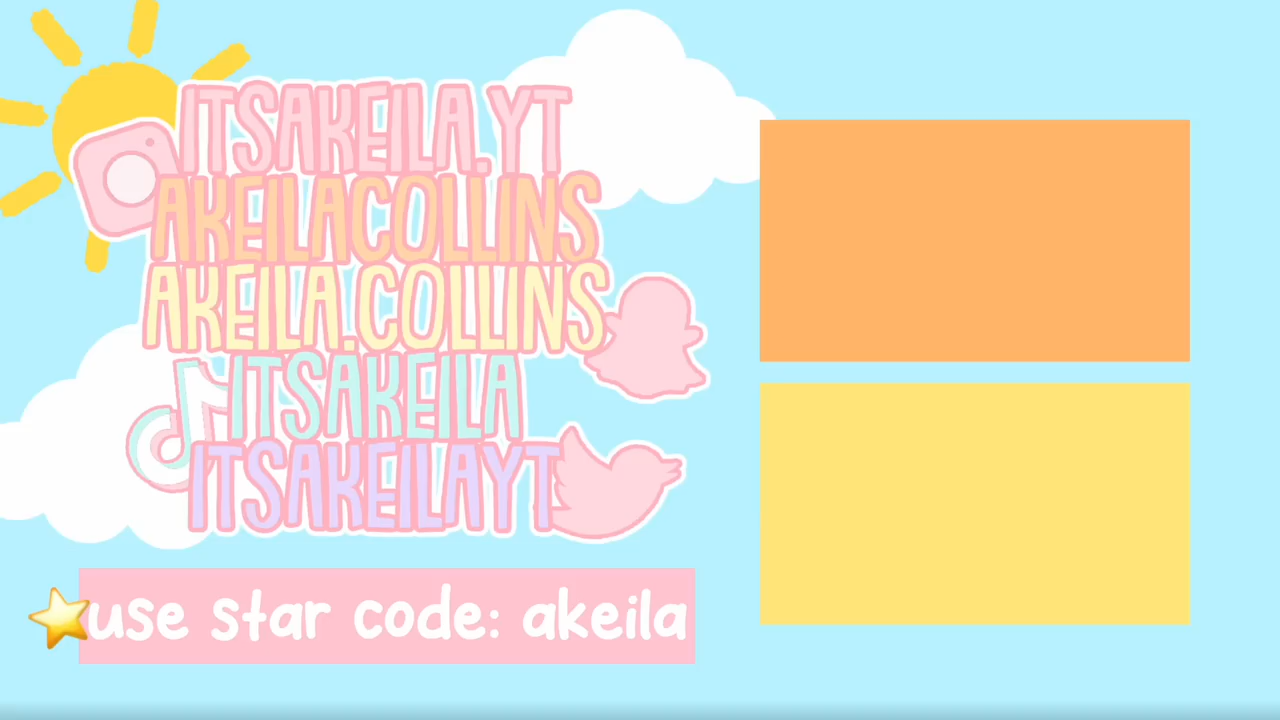 ITSAKEILA.YT
AKEILACOLLINS
AKEILA.COLLINS
ITSAKEILA
ITSAKEILAYT
use star code: akeila